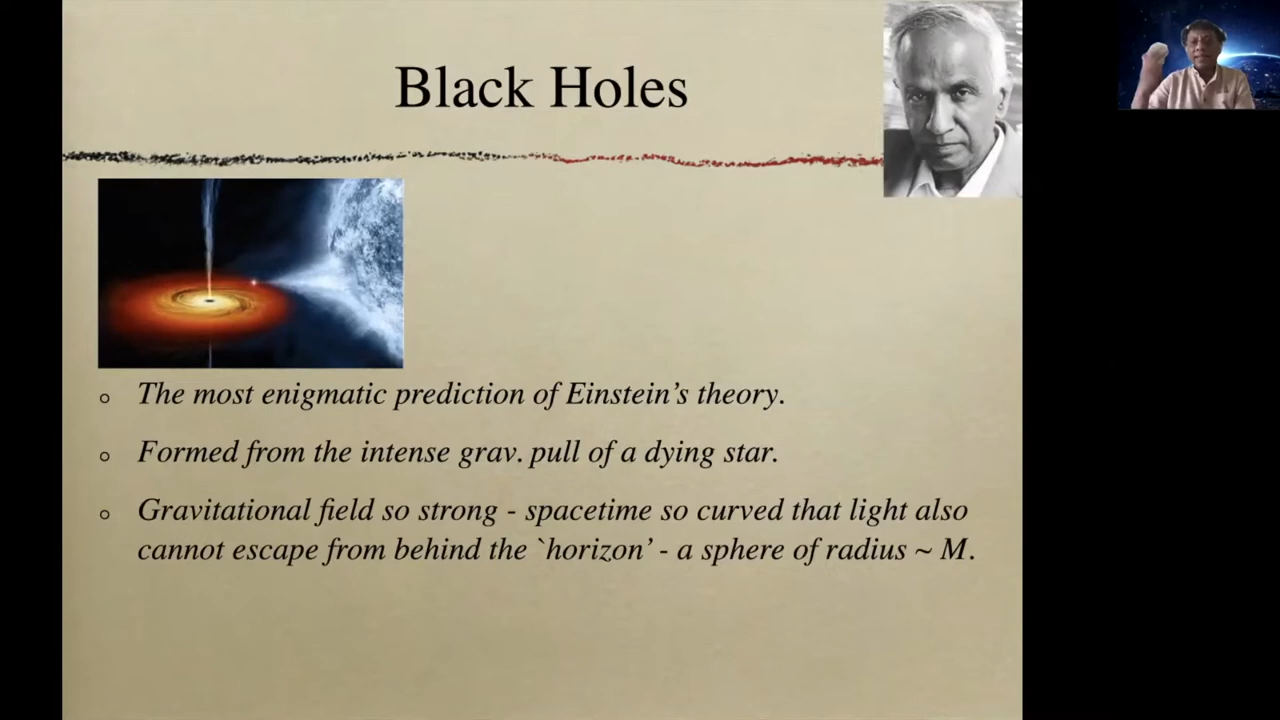 Black Holes
The most enigmatic prediction of Einstein’s theory.
Formed from the intense grav. pull of a dying star.
Gravitational field so strong - spacetime so curved that light also
cannot escape from behind the `horizon’ - a sphere of radius ~ M.